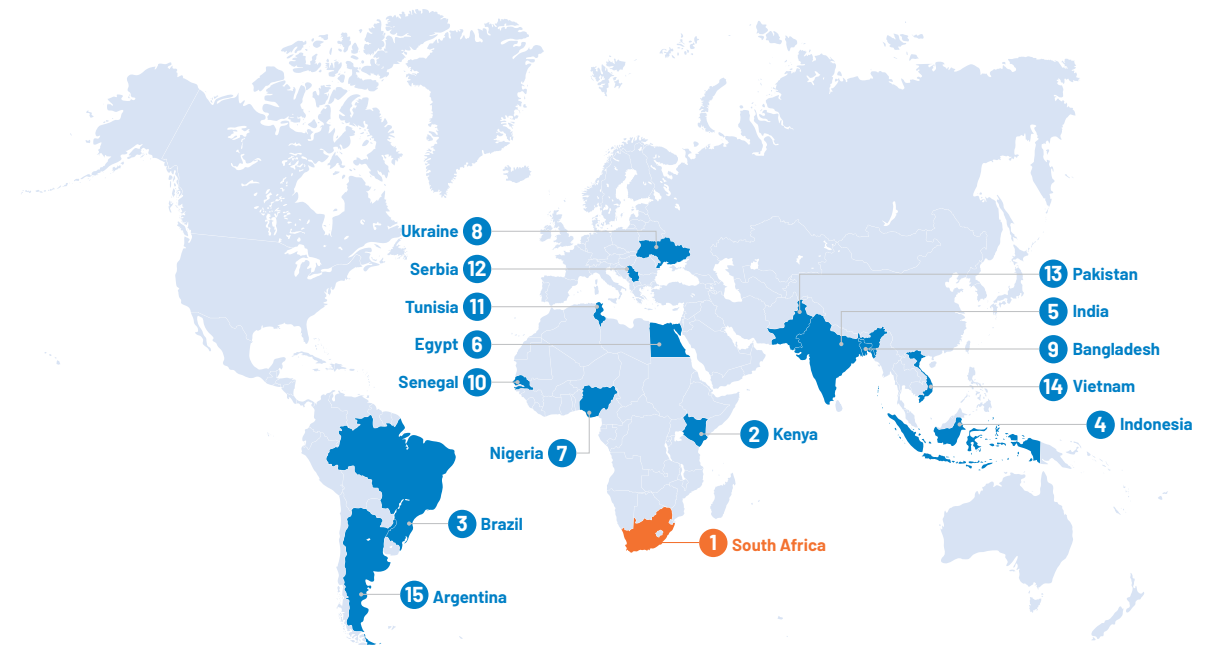 Ukraine 8
Serbia 12
Tunisia 11
Egypt 6
Senegal 10
Nigeria 7
13 Pakistan
5 India
9 Bangladesh
14 Vietnam
4 Indonesia
2 Kenya
3 Brazil
1 South Africa
15 Argentina